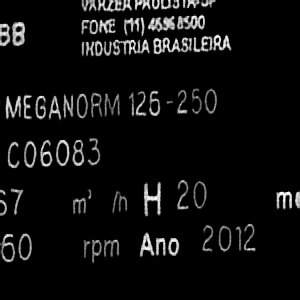 VARZEA PAULISTA-SP
BB FONE (11) 4596 8500
INDUSTRIA BRASILEIRA
MEGANORM 125-250
C06083
67 m³ /h H 20 m
60 rpm Ano 2012